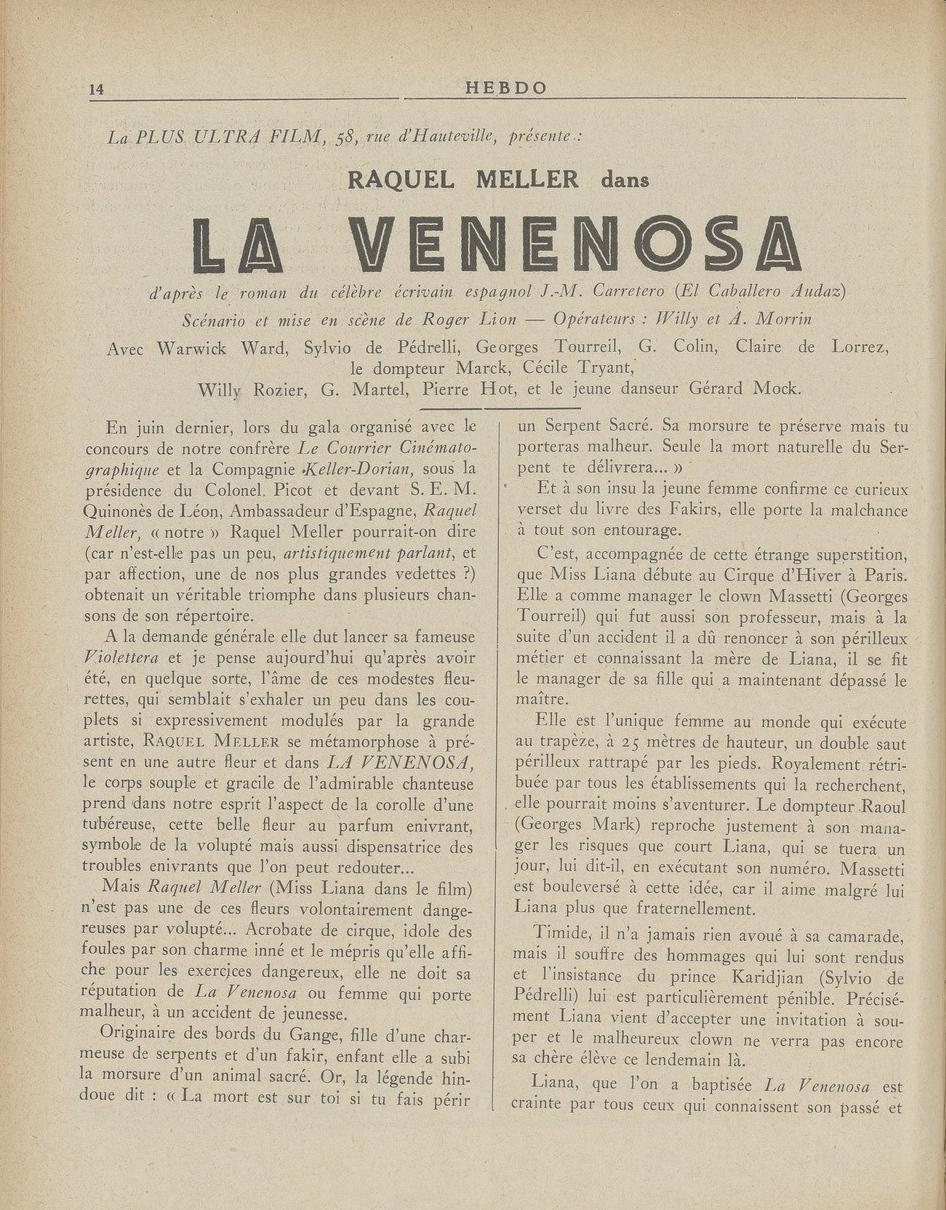 14
HEBDO
La PLUS ULTRA FILM, 58, rue d'Hauteville, présente :
RAQUEL MELLER dans
LA VENENOSA
d'après le roman du célèbre écrivain espagnol J.-M. Carretero (El Caballero Audaz)
Scénario et mise en scène de Roger Lion — Opérateurs : Willy et A. Morrin
Avec Warwick Ward, Sylvio de Pédrelli, Georges Tourreil, G. Colin, Claire de Lorrez,
le dompteur Marck, Cécile Tryant,
Willy Rozier, G. Martel, Pierre Hot, et le jeune danseur Gérard Mock.
En juin dernier, lors du gala organisé avec le
concours de notre confrère Le Courrier Cinémato-
graphique et la Compagnie Keller-Dorian, sous la
présidence du Colonel. Picot et devant S. E. M.
Quinonès de Léon, Ambassadeur d'Espagne, Raquel
Meller, « notre » Raquel Meller pourrait-on dire
(car n'est-elle pas un peu, artistiquement parlant, et
par affection, une de nos plus grandes vedettes ?)
obtenait un véritable triomphe dans plusieurs chan-
sons de son répertoire.
A la demande générale elle dut lancer sa fameuse
Violettera et je pense aujourd'hui qu'après avoir
été, en quelque sorte, l'âme de ces modestes fleu-
rettes, qui semblait s'exhaler un peu dans les cou-
plets si expressivement modulés par la grande
artiste, RAQUEL MELLER se métamorphose à pré-
sent en une autre fleur et dans LA VENENOSA,
le corps souple et gracile de l'admirable chanteuse
prend dans notre esprit l'aspect de la corolle d'une
tubéreuse, cette belle fleur au parfum enivrant,
symbole de la volupté mais aussi dispensatrice des
troubles enivrants que l'on peut redouter...
Mais Raquel Meller (Miss Liana dans le film)
n'est pas une de ces fleurs volontairement dange-
reuses par volupté... Acrobate de cirque, idole des
foules par son charme inné et le mépris qu'elle affi-
che pour les exercjces dangereux, elle ne doit sa
réputation de La Venenosa ou femme qui porte
malheur, à un accident de jeunesse.
Originaire des bords du Gange, fille d'une char-
meuse de serpents et d'un fakir, enfant elle a subi
la morsure d'un animal sacré. Or, la légende hin-
doue dit : « La mort est sur toi si tu fais périr
un Serpent Sacré. Sa morsure te préserve mais tu
porteras malheur. Seule la mort naturelle du Ser-
pent te délivrera... »
Et à son insu la jeune femme confirme ce curieux
verset du livre des Fakirs, elle porte la malchance
à tout son entourage.
C'est, accompagnée de cette étrange superstition,
que Miss Liana débute au Cirque d'Hiver à Paris.
Elle a comme manager le clown Massetti (Georges
Tourreil) qui fut aussi son professeur, mais à la
suite d'un accident il a dû renoncer à son périlleux
métier et connaissant la mère de Liana, il se fit
le manager de sa fille qui a maintenant dépassé le
maître.
Elle est l'unique femme au monde qui exécute
au trapèze, à 25 mètres de hauteur, un double saut
périlleux rattrapé par les pieds. Royalement rétri-
buée par tous les établissements qui la recherchent,
elle pourrait moins s'aventurer. Le dompteur Raoul
(Georges Mark) reproche justement à son mana-
ger les risques que court Liana, qui se tuera un
jour, lui dit-il, en exécutant son numéro. Massetti
est bouleversé à cette idée, car il aime malgré lui
Liana plus que fraternellement.
Timide, il n'a jamais rien avoué à sa camarade,
mais il souffre des hommages qui lui sont rendus
et l'insistance du prince Karidjian (Sylvio de
Pédrelli) lui est particulièrement pénible. Précisé-
ment Liana vient d'accepter une invitation à sou-
per et le malheureux clown ne verra pas encore
sa chère élève ce lendemain là.
Liana, que l'on a baptisée La Venenosa est
crainte par tous ceux qui connaissent son passé et